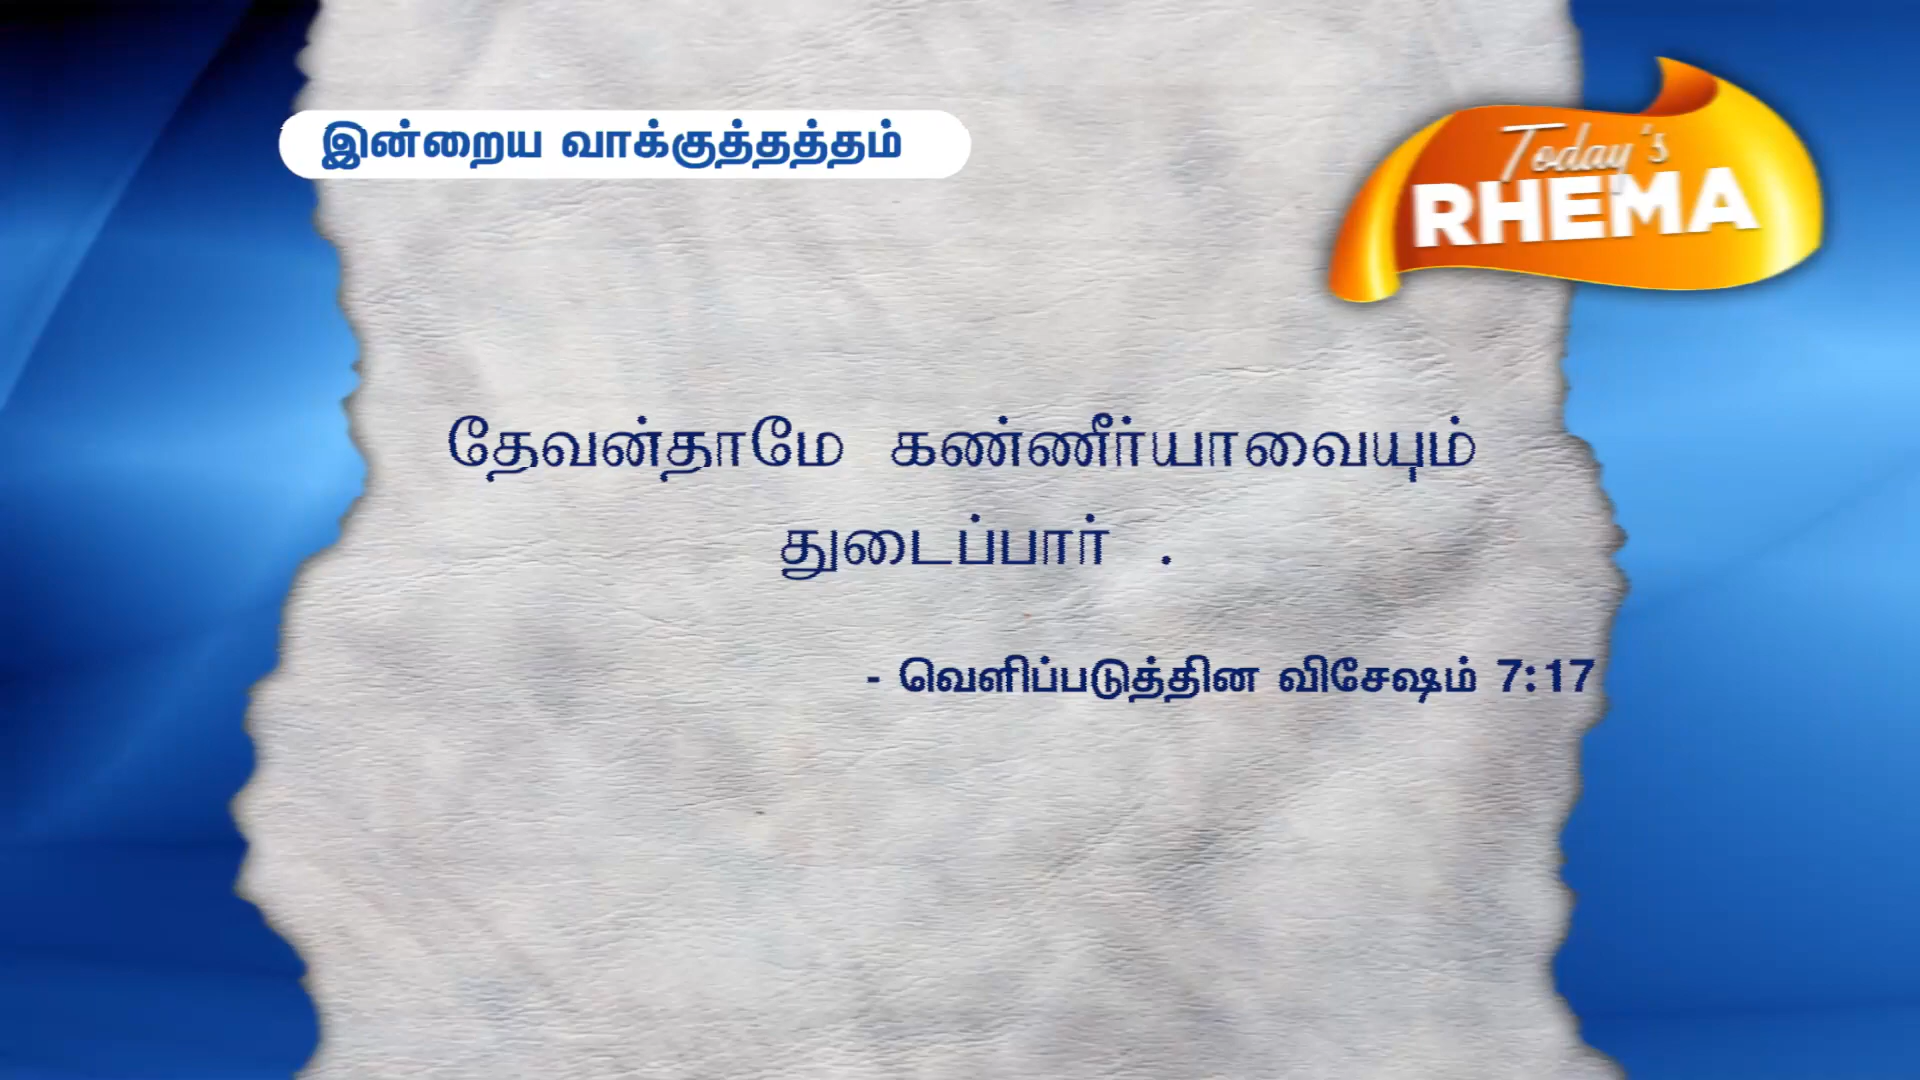 இன்றைய வாக்குத்தத்தம்
Today's
RHEMA
தேவன்தாமே கண்ணீர்யாவையும்
துடைப்பார் .
- வெளிப்படுத்தின விசேஷம் 7:17